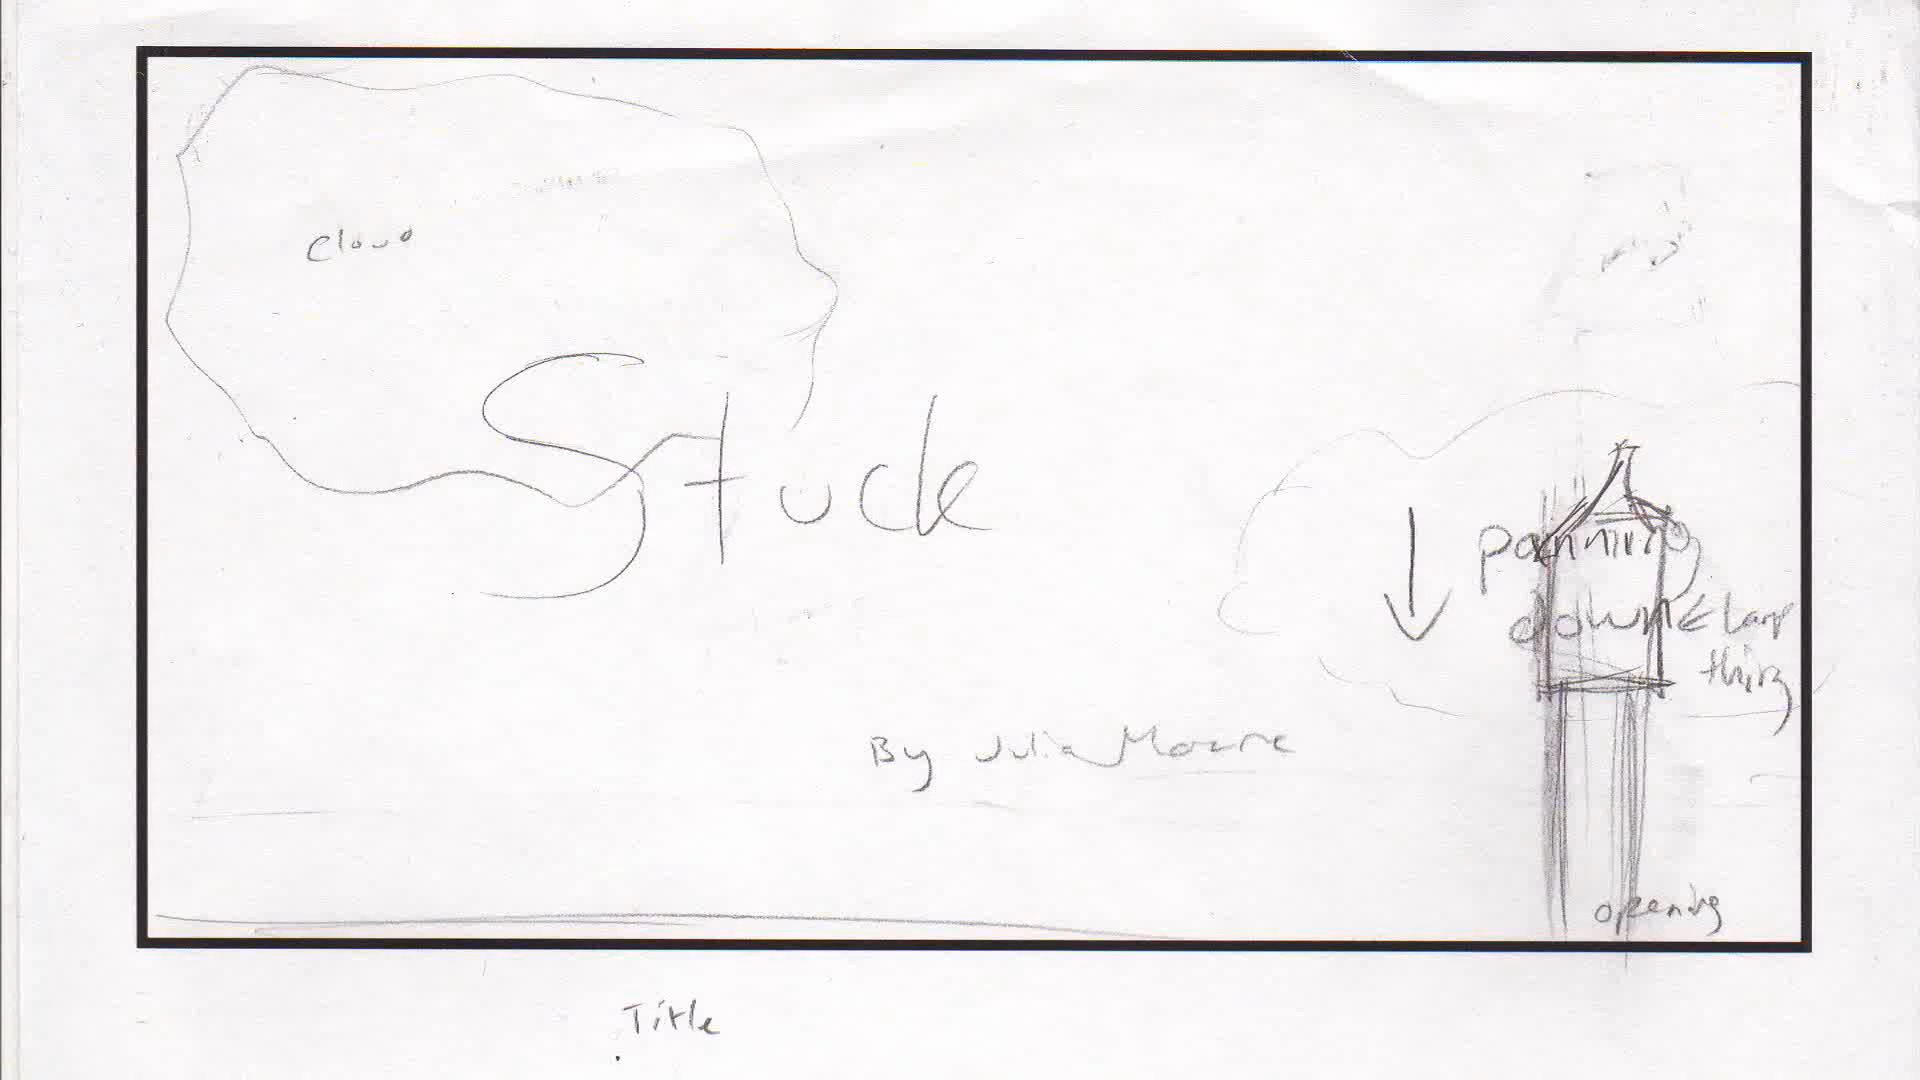 Cloud
Stuck
panning
down ← Lamp
thing
By Julia Moore
opening
Title